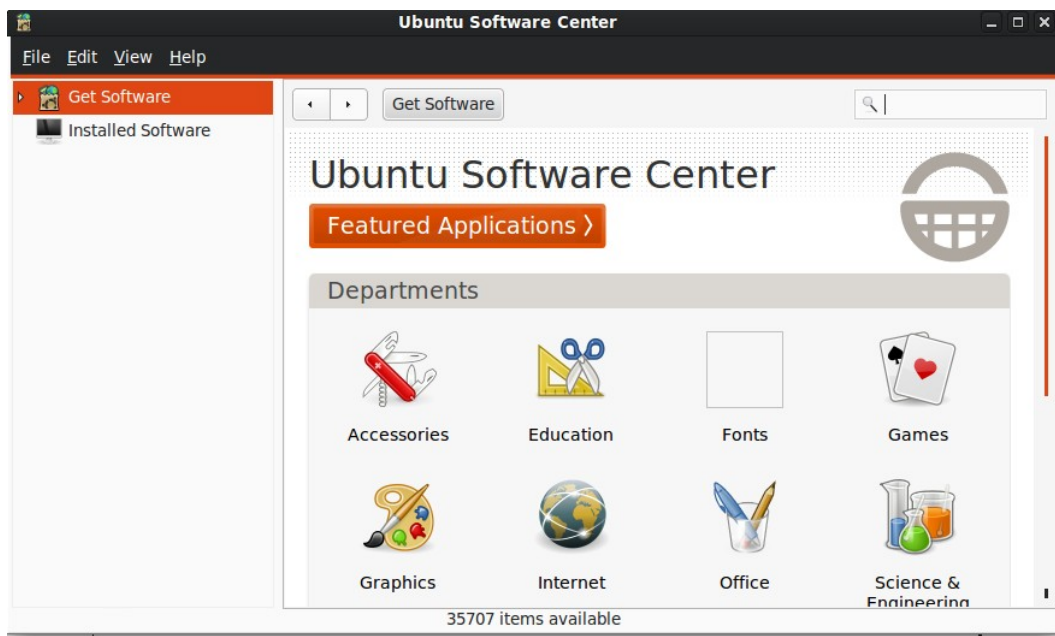 Ubuntu Software Center
File Edit View Help
Get Software
Installed Software
Get Software
Ubuntu Software Center
Featured Applications ⟩
Departments
Accessories Education Fonts Games
Graphics Internet Office Science &
Engineering
35707 items available